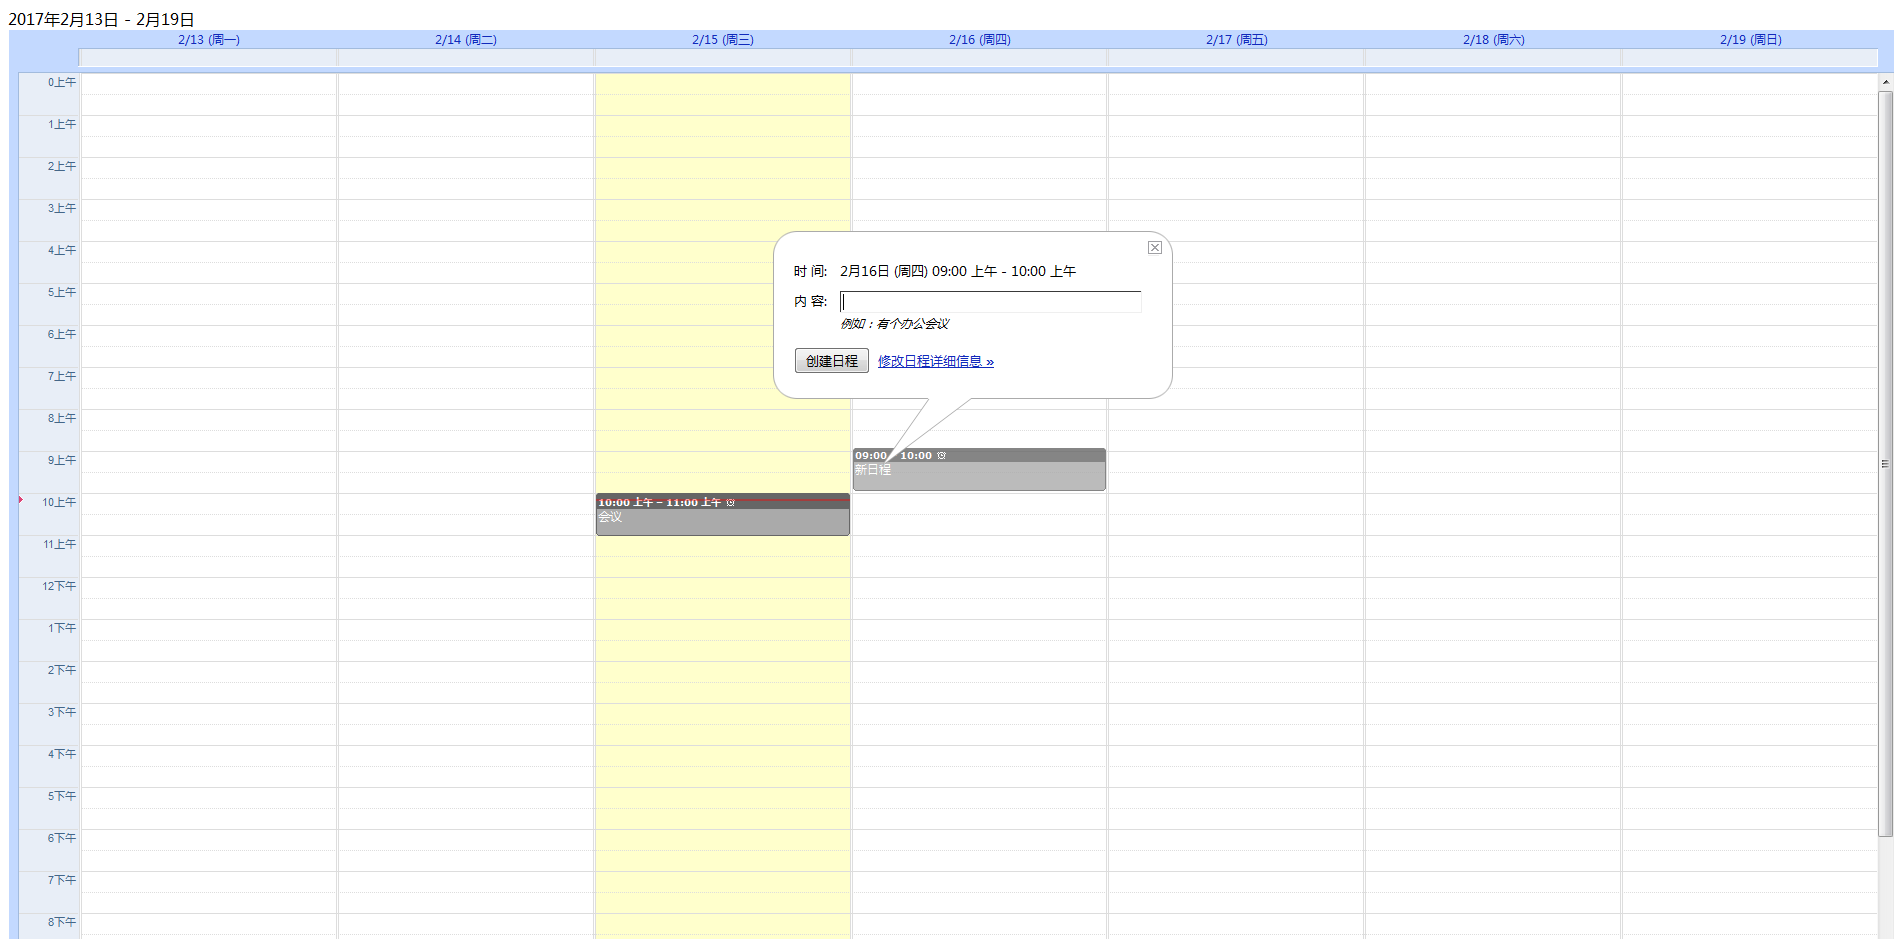 2017年2月13日 - 2月19日
2/13 (周一) 2/14 (周二) 2/15 (周三) 2/16 (周四) 2/17 (周五) 2/18 (周六) 2/19 (周日)
0上午
1上午
2上午
3上午
4上午
时 间: 2月16日 (周四) 09:00 上午 - 10:00 上午
5上午
内 容:
例如：有个办公会议
6上午
创建日程 修改日程详细信息 »
7上午
8上午
9上午
09:00 10:00
新日程
10上午
10:00 上午 – 11:00 上午
会议
11上午
12下午
1下午
2下午
3下午
4下午
5下午
6下午
7下午
8下午